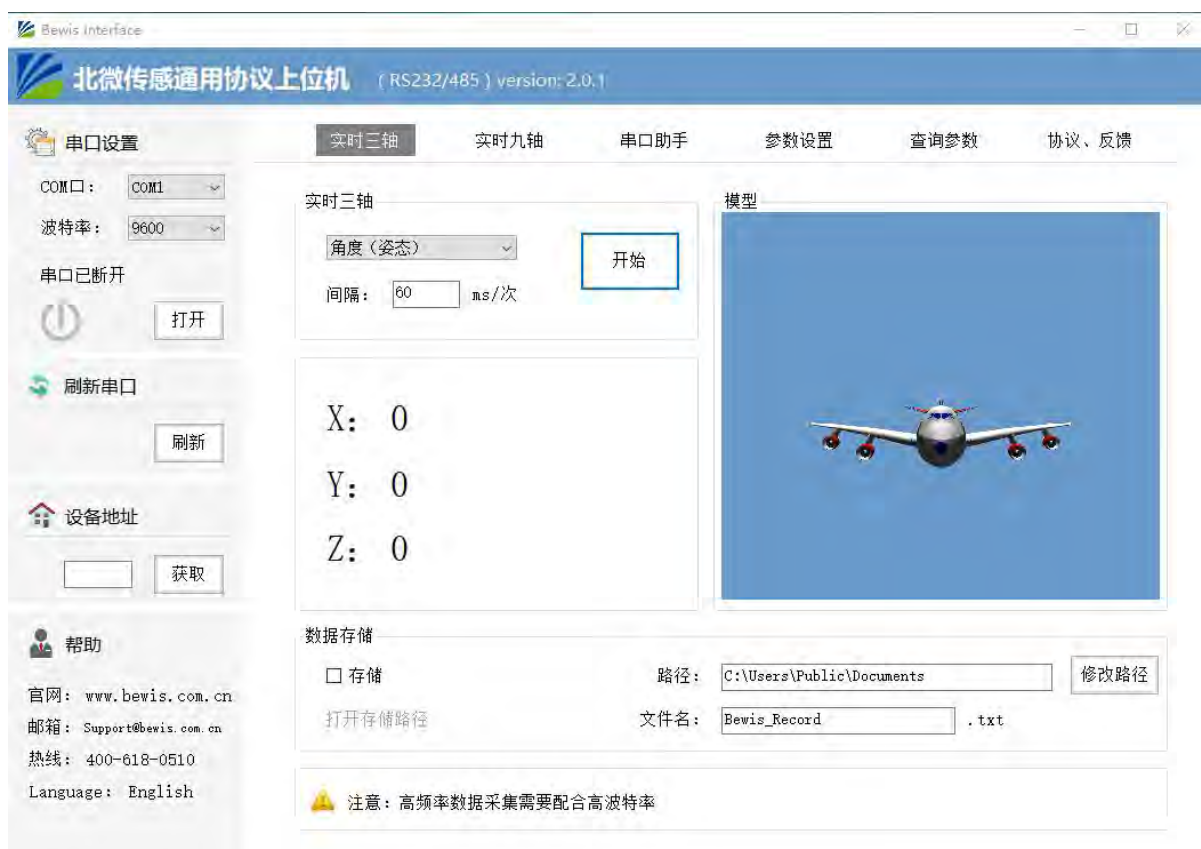 Bewis Interface
北微传感通用协议上位机 (RS232/485) version: 2.0.1
串口设置
COM口： COM1
波特率： 9600
串口已断开
打开
刷新串口
刷新
设备地址
获取
帮助
官网： www.bewis.com.cn
邮箱： Support@bewis.com.cn
热线： 400-618-0510
Language： English
实时三轴 实时九轴 串口助手 参数设置 查询参数 协议、反馈
实时三轴
角度（姿态）
间隔： 60 ms/次
开始
X： 0
Y： 0
Z： 0
模型
数据存储
存储
路径： C:\Users\Public\Documents 修改路径
打开存储路径
文件名： Bewis_Record .txt
注意：高频率数据采集需要配合高波特率